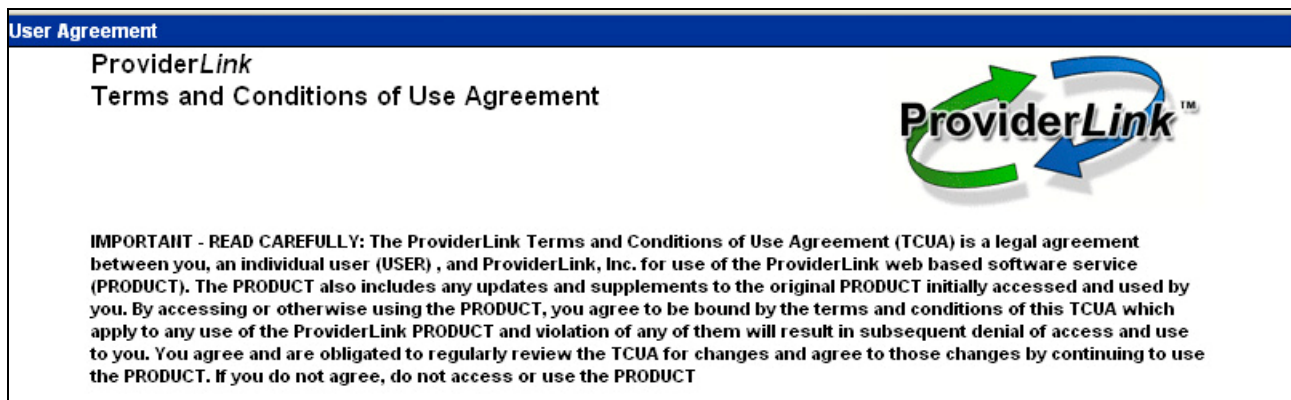 User Agreement
ProviderLink
Terms and Conditions of Use Agreement
ProviderLink™
IMPORTANT - READ CAREFULLY: The ProviderLink Terms and Conditions of Use Agreement (TCUA) is a legal agreement
between you, an individual user (USER) , and ProviderLink, Inc. for use of the ProviderLink web based software service
(PRODUCT). The PRODUCT also includes any updates and supplements to the original PRODUCT initially accessed and used by
you. By accessing or otherwise using the PRODUCT, you agree to be bound by the terms and conditions of this TCUA which
apply to any use of the ProviderLink PRODUCT and violation of any of them will result in subsequent denial of access and use
to you. You agree and are obligated to regularly review the TCUA for changes and agree to those changes by continuing to use
the PRODUCT. If you do not agree, do not access or use the PRODUCT